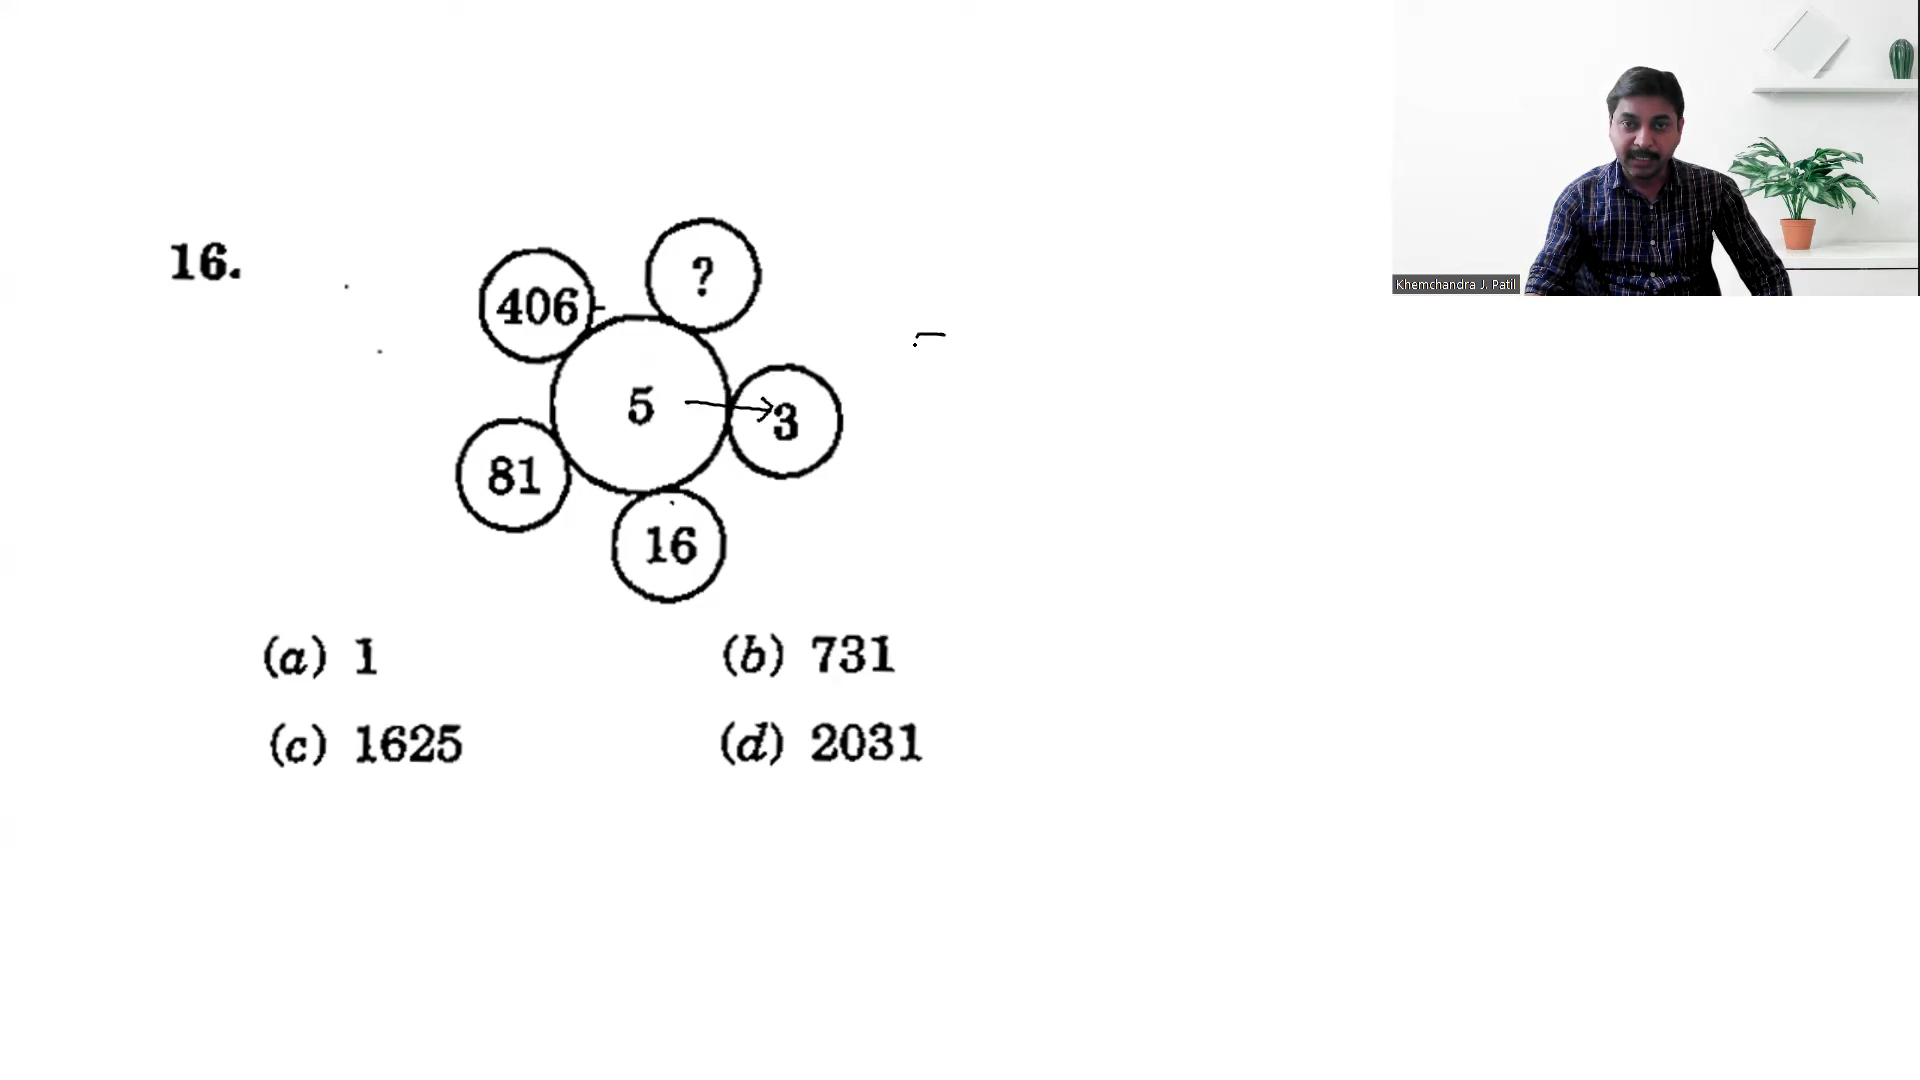 16.
?
406
5
3
81
16
(a) 1
(b) 731
(c) 1625
(d) 2031
Khemchandra J. Patil